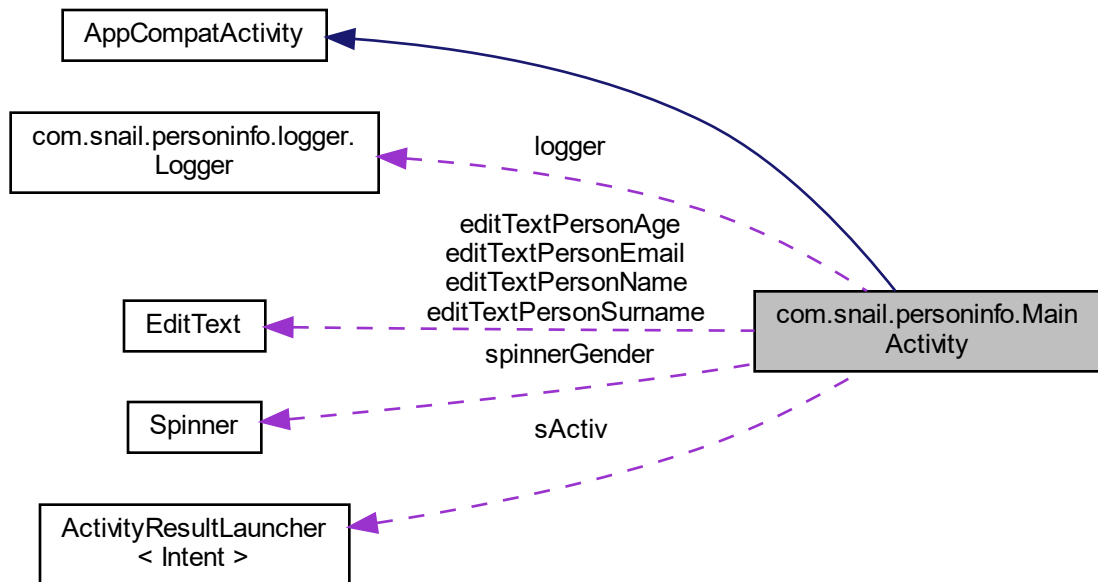 AppCompatActivity
com.snail.personinfo.logger.
Logger
logger
editTextPersonAge
editTextPersonEmail
editTextPersonName
editTextPersonSurname
EditText
com.snail.personinfo.Main
Activity
spinnerGender
Spinner
sActiv
ActivityResultLauncher
< Intent >